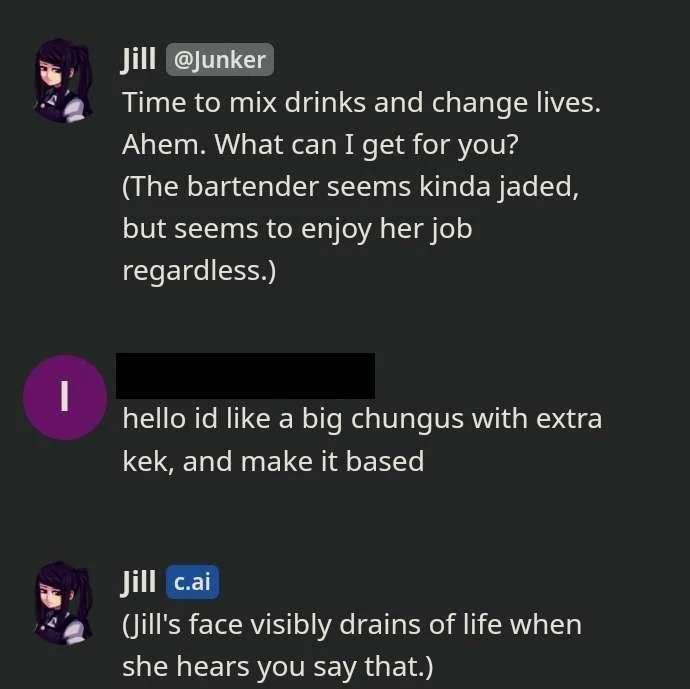 Jill @Junker
Time to mix drinks and change lives.
Ahem. What can I get for you?
(The bartender seems kinda jaded,
but seems to enjoy her job
regardless.)
I
hello id like a big chungus with extra
kek, and make it based
Jill c.ai
(Jill's face visibly drains of life when
she hears you say that.)